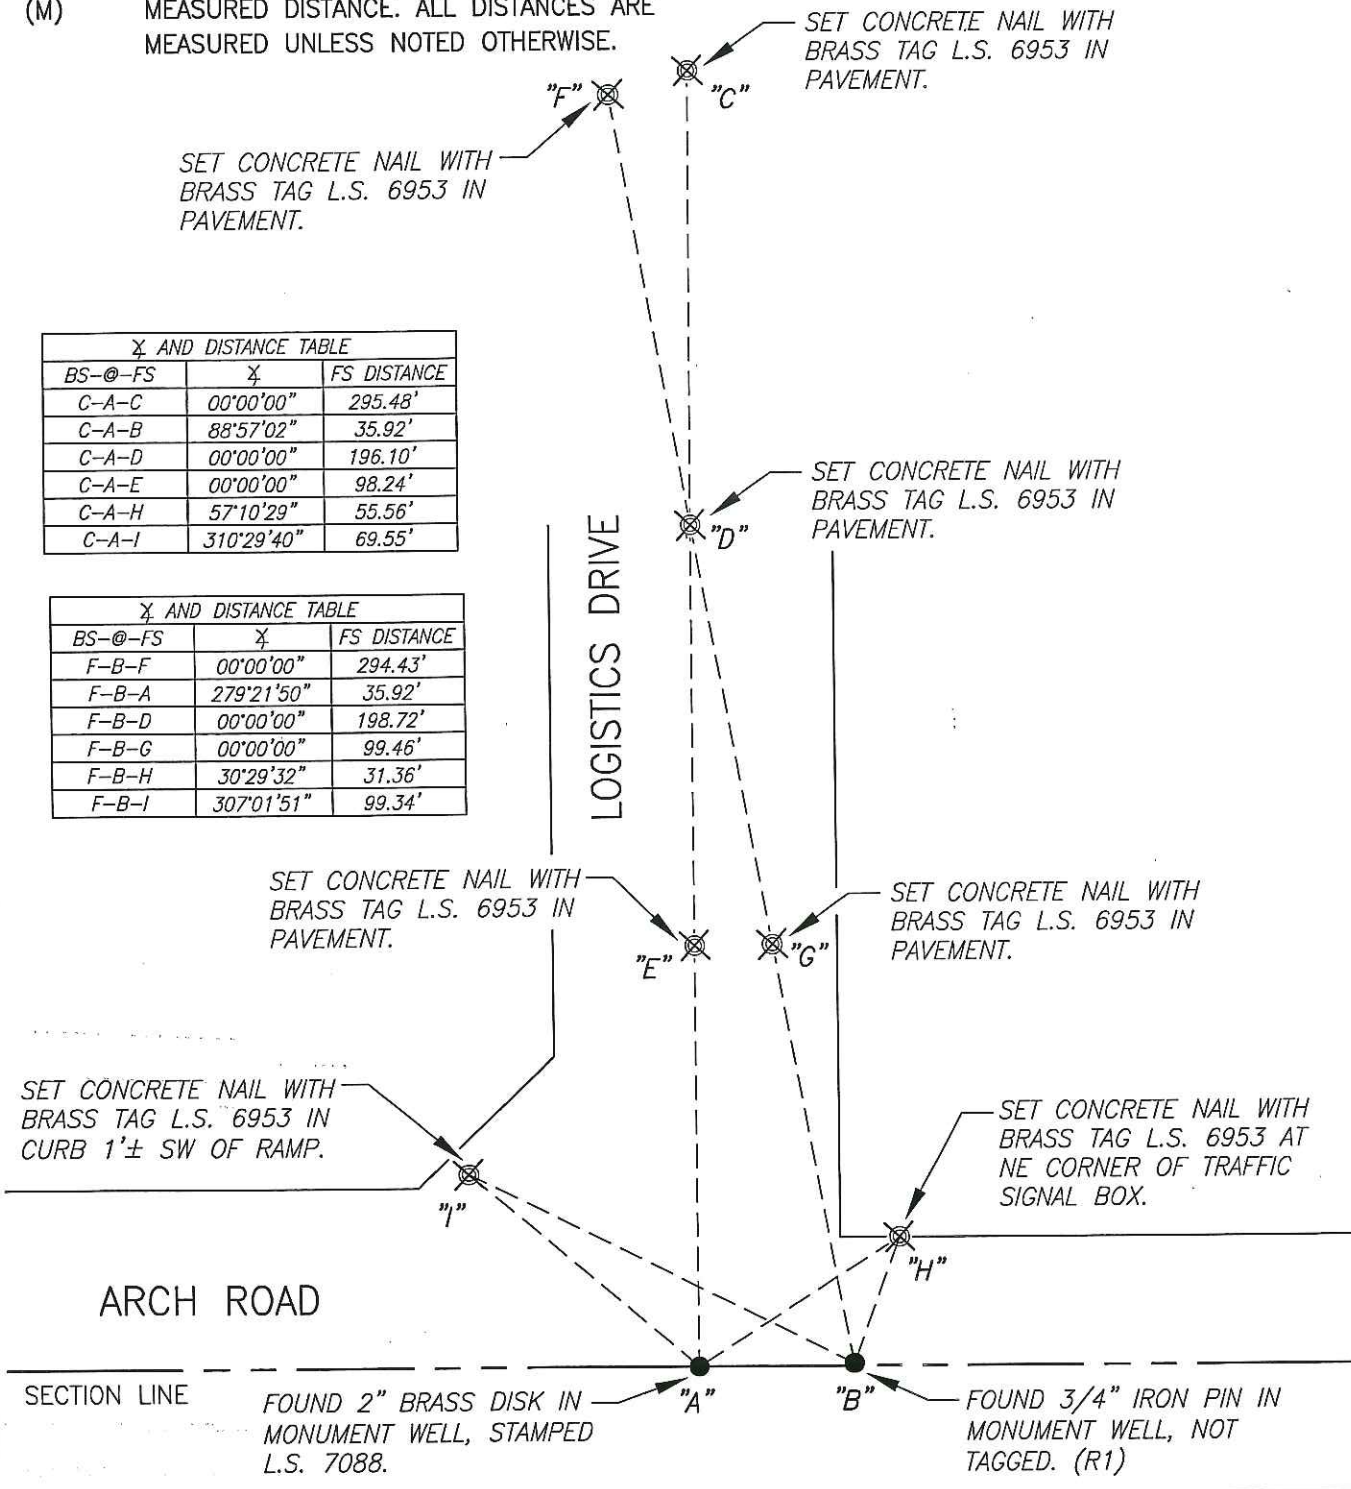 (M) MEASURED DISTANCE. ALL DISTANCES ARE
MEASURED UNLESS NOTED OTHERWISE.
SET CONCRETE NAIL WITH
BRASS TAG L.S. 6953 IN
PAVEMENT.
"F"
"C"
SET CONCRETE NAIL WITH
BRASS TAG L.S. 6953 IN
PAVEMENT.
∡ AND DISTANCE TABLE
BS-@-FS ∡ FS DISTANCE
C-A-C 00°00'00" 295.48'
C-A-B 88°57'02" 35.92'
C-A-D 00°00'00" 196.10'
C-A-E 00°00'00" 98.24'
C-A-H 57°10'29" 55.56'
C-A-I 310°29'40" 69.55'
SET CONCRETE NAIL WITH
BRASS TAG L.S. 6953 IN
PAVEMENT.
"D"
∡ AND DISTANCE TABLE
BS-@-FS ∡ FS DISTANCE
F-B-F 00°00'00" 294.43'
F-B-A 279°21'50" 35.92'
F-B-D 00°00'00" 198.72'
F-B-G 00°00'00" 99.46'
F-B-H 30°29'32" 31.36'
F-B-I 307°01'51" 99.34'
LOGISTICS DRIVE
SET CONCRETE NAIL WITH
BRASS TAG L.S. 6953 IN
PAVEMENT.
"E"
"G"
SET CONCRETE NAIL WITH
BRASS TAG L.S. 6953 IN
PAVEMENT.
SET CONCRETE NAIL WITH
BRASS TAG L.S. 6953 IN
CURB 1'± SW OF RAMP.
"I"
SET CONCRETE NAIL WITH
BRASS TAG L.S. 6953 AT
NE CORNER OF TRAFFIC
SIGNAL BOX.
"H"
ARCH ROAD
SECTION LINE
FOUND 2" BRASS DISK IN
MONUMENT WELL, STAMPED
L.S. 7088.
"A"
"B"
FOUND 3/4" IRON PIN IN
MONUMENT WELL, NOT
TAGGED. (R1)